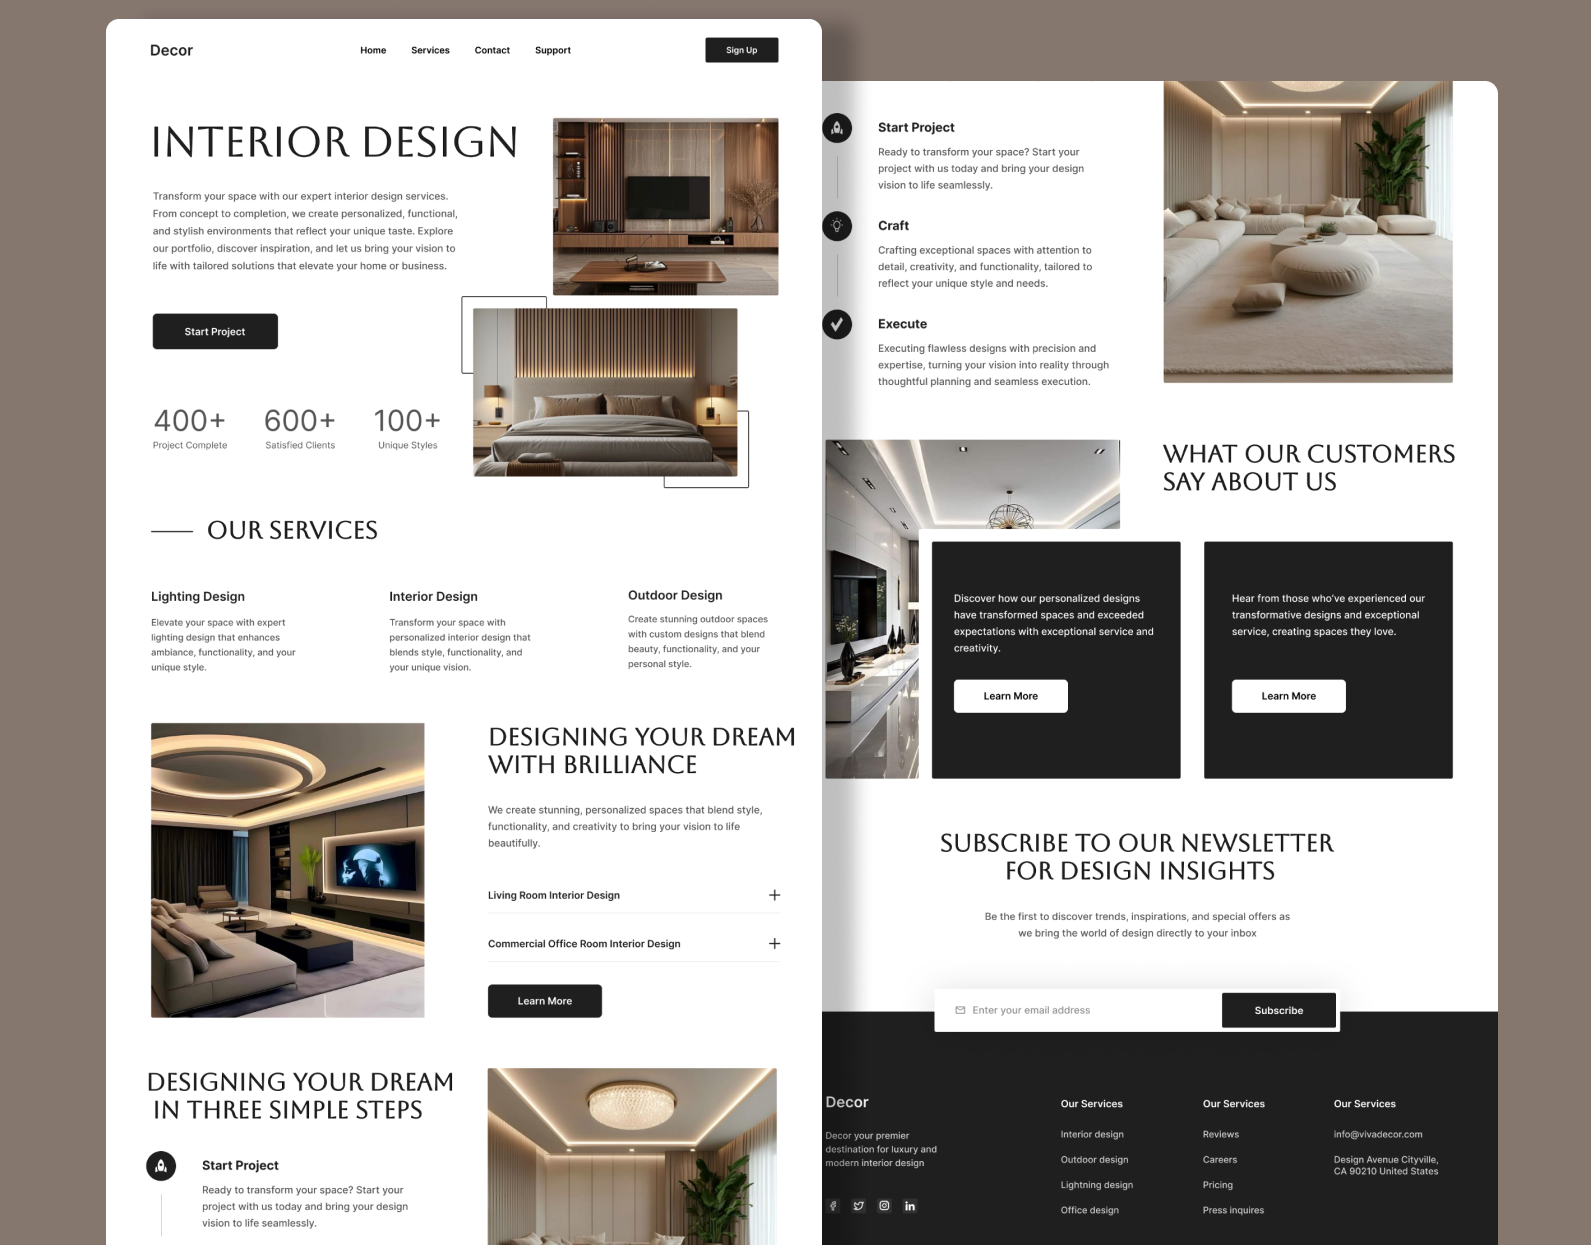 Decor
Home
Services
Contact
Support
Sign Up
INTERIOR DESIGN
Transform your space with our expert interior design services.
From concept to completion, we create personalized, functional,
and stylish environments that reflect your unique taste. Explore
our portfolio, discover inspiration, and let us bring your vision to
life with tailored solutions that elevate your home or business.
Start Project
400+
Project Complete
600+
Satisfied Clients
100+
Unique Styles
OUR SERVICES
Lighting Design
Elevate your space with expert
lighting design that enhances
ambiance, functionality, and your
unique style.
Interior Design
Transform your space with
personalized interior design that
blends style, functionality, and
your unique vision.
Outdoor Design
Create stunning outdoor spaces
with custom designs that blend
beauty, functionality, and your
personal style.
DESIGNING YOUR DREAM
WITH BRILLIANCE
We create stunning, personalized spaces that blend style,
functionality, and creativity to bring your vision to life
beautifully.
Living Room Interior Design
Commercial Office Room Interior Design
Learn More
DESIGNING YOUR DREAM
IN THREE SIMPLE STEPS
Start Project
Ready to transform your space? Start your
project with us today and bring your design
vision to life seamlessly.
Start Project
Ready to transform your space? Start your
project with us today and bring your design
vision to life seamlessly.
Craft
Crafting exceptional spaces with attention to
detail, creativity, and functionality, tailored to
reflect your unique style and needs.
Execute
Executing flawless designs with precision and
expertise, turning your vision into reality through
thoughtful planning and seamless execution.
WHAT OUR CUSTOMERS
SAY ABOUT US
Discover how our personalized designs
have transformed spaces and exceeded
expectations with exceptional service and
creativity.
Learn More
Hear from those who've experienced our
transformative designs and exceptional
service, creating spaces they love.
Learn More
SUBSCRIBE TO OUR NEWSLETTER
FOR DESIGN INSIGHTS
Be the first to discover trends, inspirations, and special offers as
we bring the world of design directly to your inbox
Enter your email address
Subscribe
Decor
Decor your premier
destination for luxury and
modern interior design
Our Services
Interior design
Outdoor design
Lightning design
Office design
Our Services
Reviews
Careers
Pricing
Press inquires
Our Services
info@vivadecor.com
Design Avenue Cityville,
CA 90210 United States